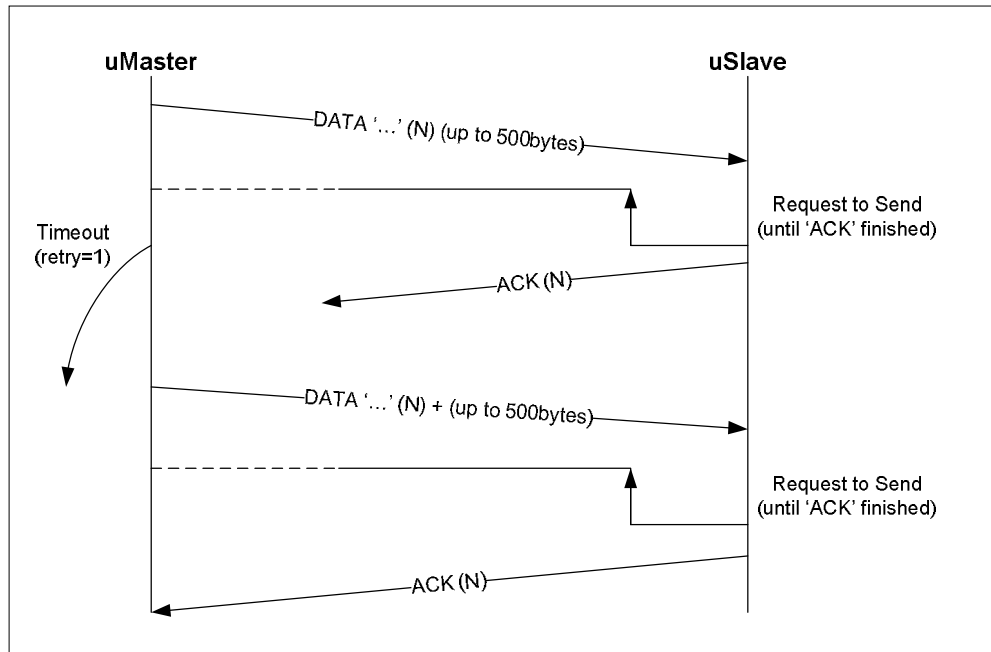 uMaster
uSlave
DATA ‘…’ (N) (up to 500bytes)
Request to Send
(until ‘ACK’ finished)
Timeout
(retry=1)
ACK (N)
DATA ‘…’ (N) + (up to 500bytes)
Request to Send
(until ‘ACK’ finished)
ACK (N)